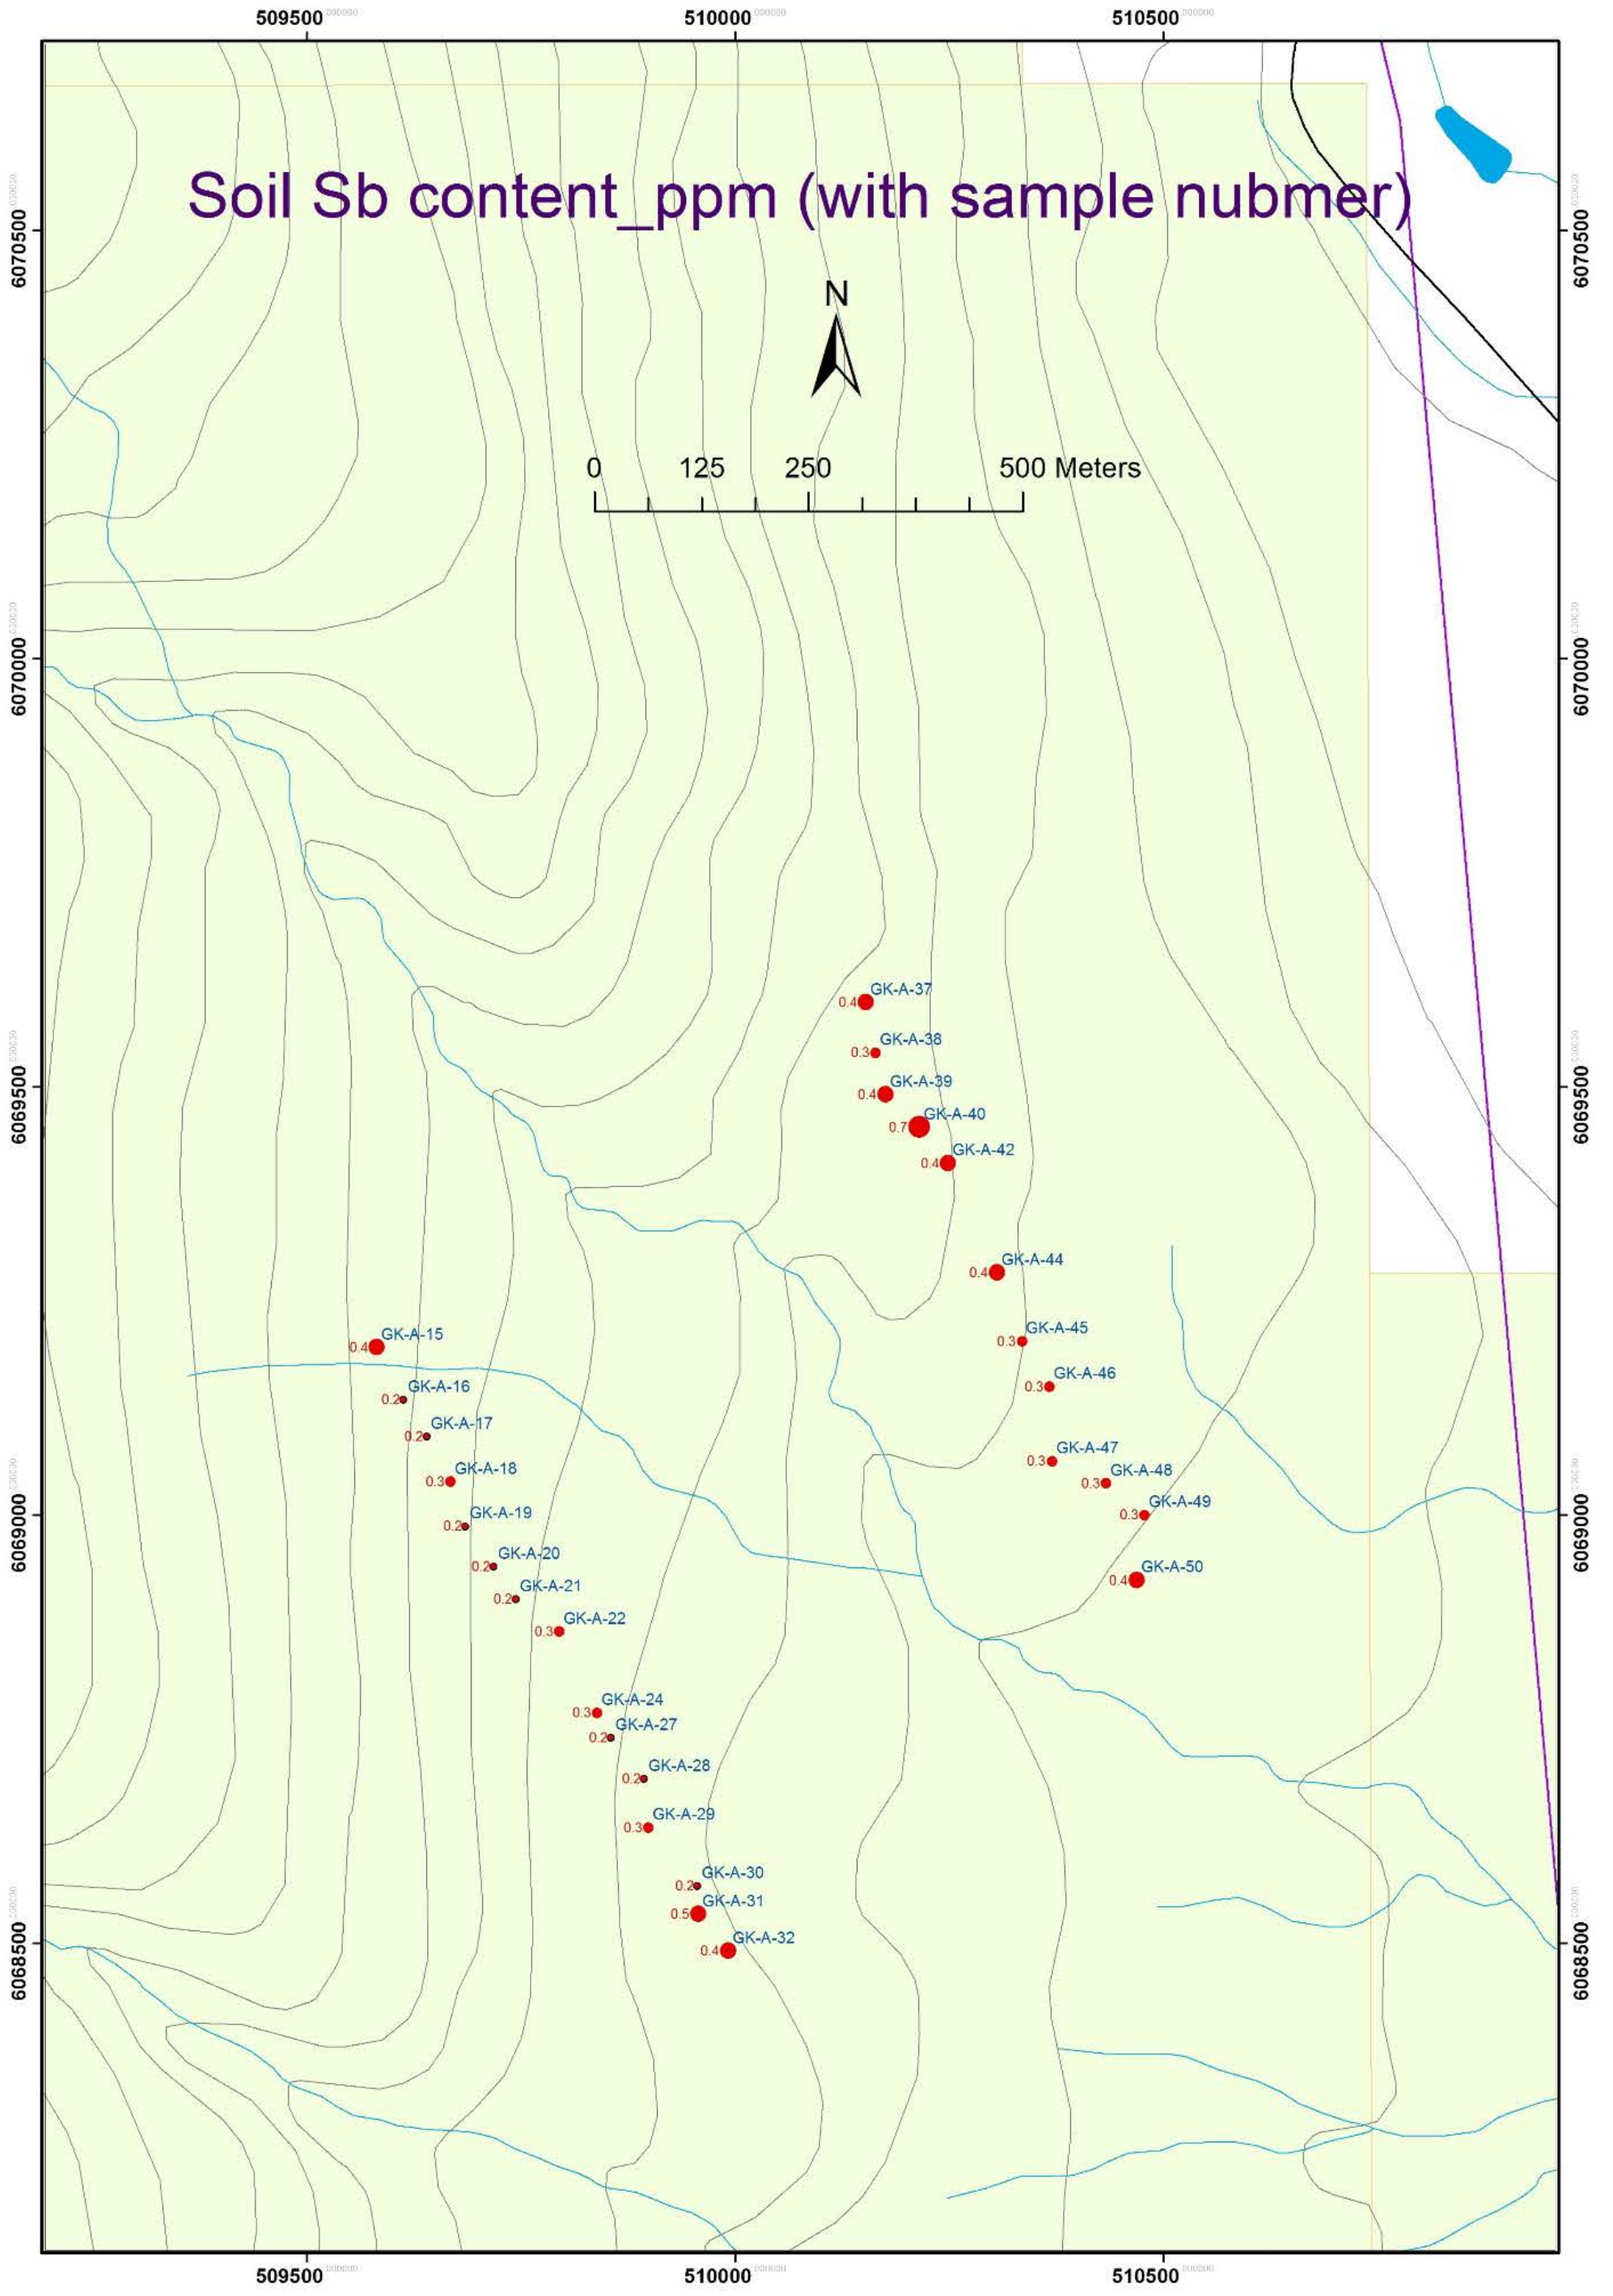 509500 510000 510500
Soil Sb content_ppm (with sample nubmer)
6070500 6070500
N
0 125 250 500 Meters
6070000 6070000
GK-A-37
0.4
GK-A-38
0.3
6069500 6069500
GK-A-39
0.4
GK-A-40
0.7
GK-A-42
0.4
GK-A-44
0.4
GK-A-45
0.3
GK-A-15
0.4
GK-A-46
0.3
GK-A-16
0.2
GK-A-17
0.2
GK-A-47
0.3
GK-A-18
0.3
GK-A-48
0.3
GK-A-49
0.3
6069000 6069000
GK-A-19
0.2
GK-A-20
0.2
GK-A-50
0.4
GK-A-21
0.2
GK-A-22
0.3
GK-A-24
0.3
GK-A-27
0.2
GK-A-28
0.2
GK-A-29
0.3
GK-A-30
0.2
GK-A-31
0.5
GK-A-32
0.4
6068500 6068500
509500 510000 510500